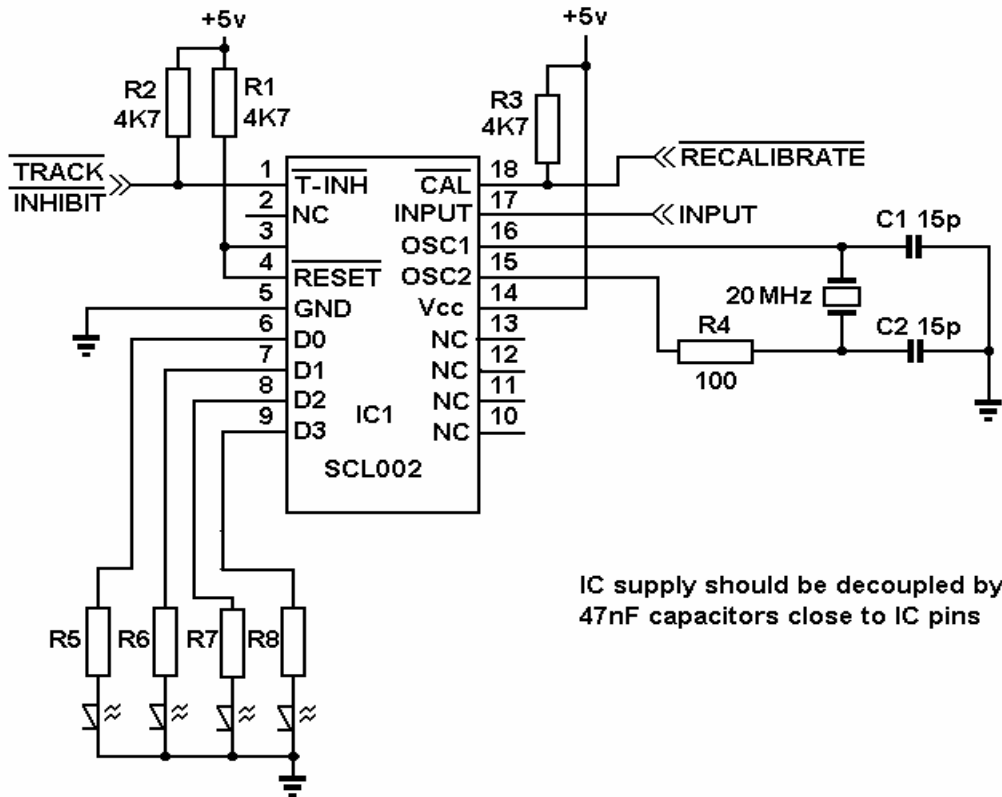 +5v
+5v
R2
4K7
R1
4K7
R3
4K7
TRACK
INHIBIT
RECALIBRATE
INPUT
1
2
3
4
5
6
7
8
9
T-INH
NC
RESET
GND
D0
D1
D2
D3
CAL
INPUT
OSC1
OSC2
Vcc
NC
NC
NC
NC
18
17
16
15
14
13
12
11
10
IC1
SCL002
C1 15p
20 MHz
C2 15p
R4
100
R5
R6
R7
R8
IC supply should be decoupled by
47nF capacitors close to IC pins